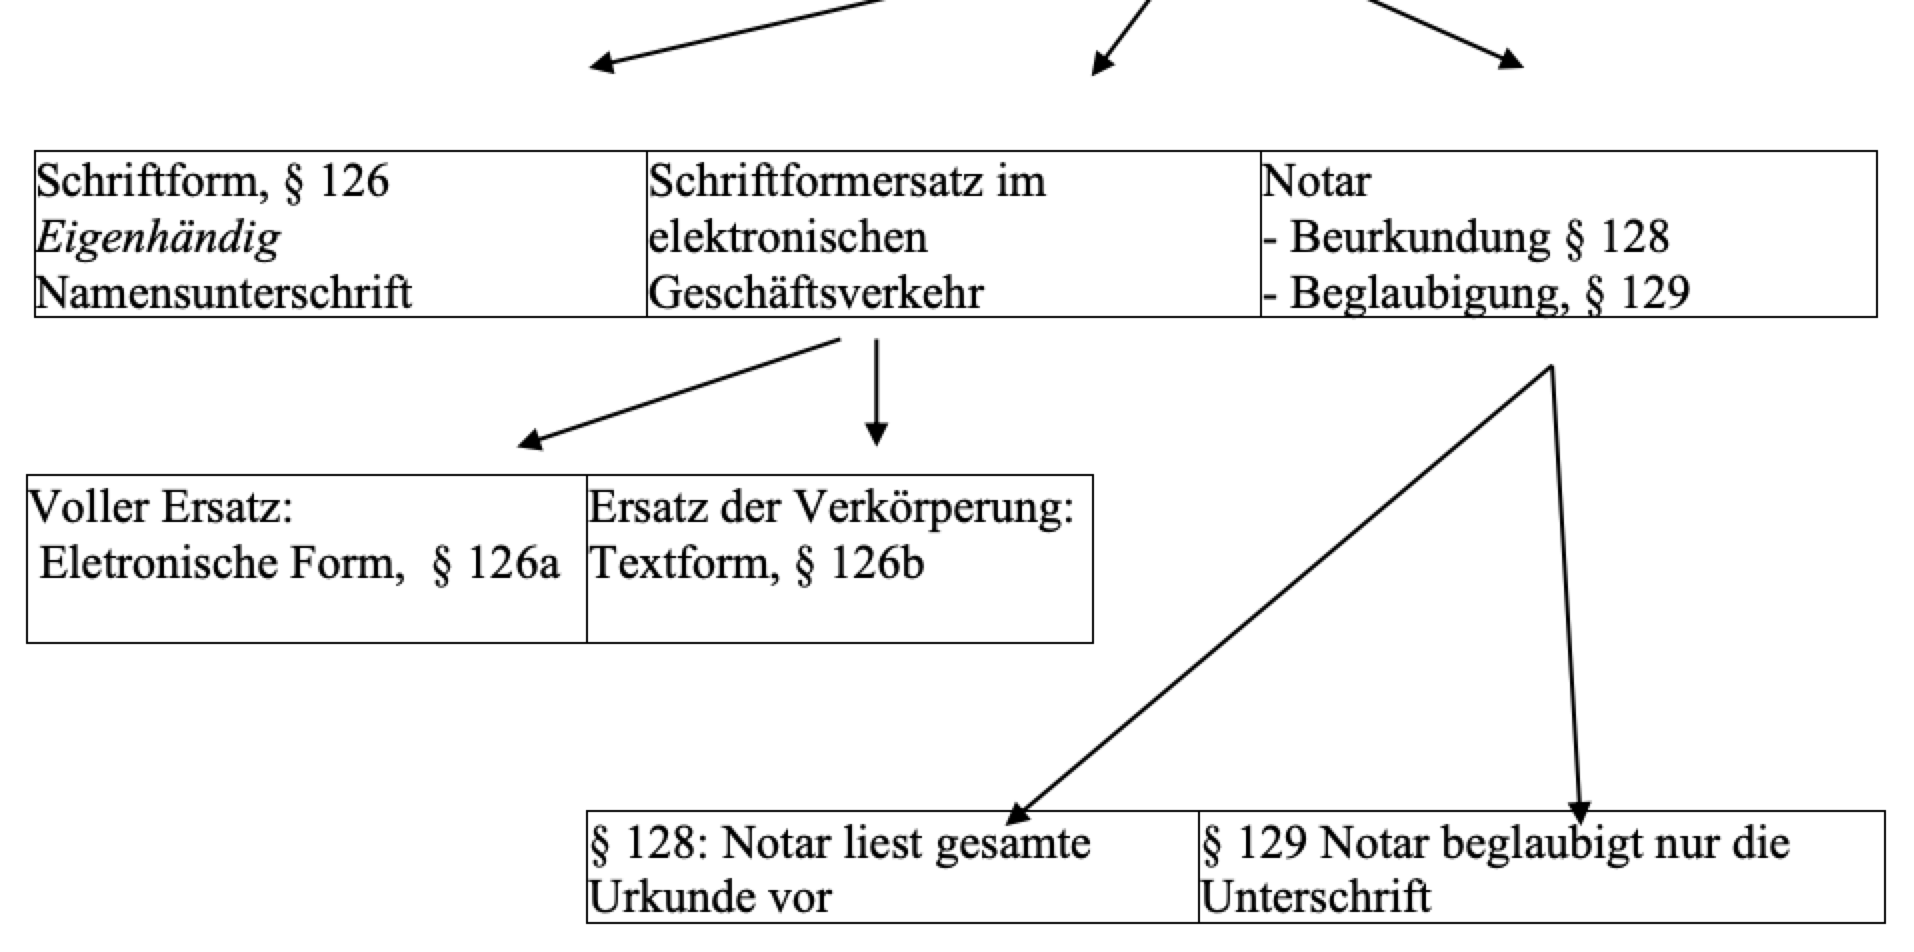 Schriftform, § 126
Eigenhändig
Namensunterschrift
Schriftformersatz im
elektronischen
Geschäftsverkehr
Notar
- Beurkundung § 128
- Beglaubigung, § 129
Voller Ersatz:
Eletronische Form, § 126a
Ersatz der Verkörperung:
Textform, § 126b
§ 128: Notar liest gesamte
Urkunde vor
§ 129 Notar beglaubigt nur die
Unterschrift